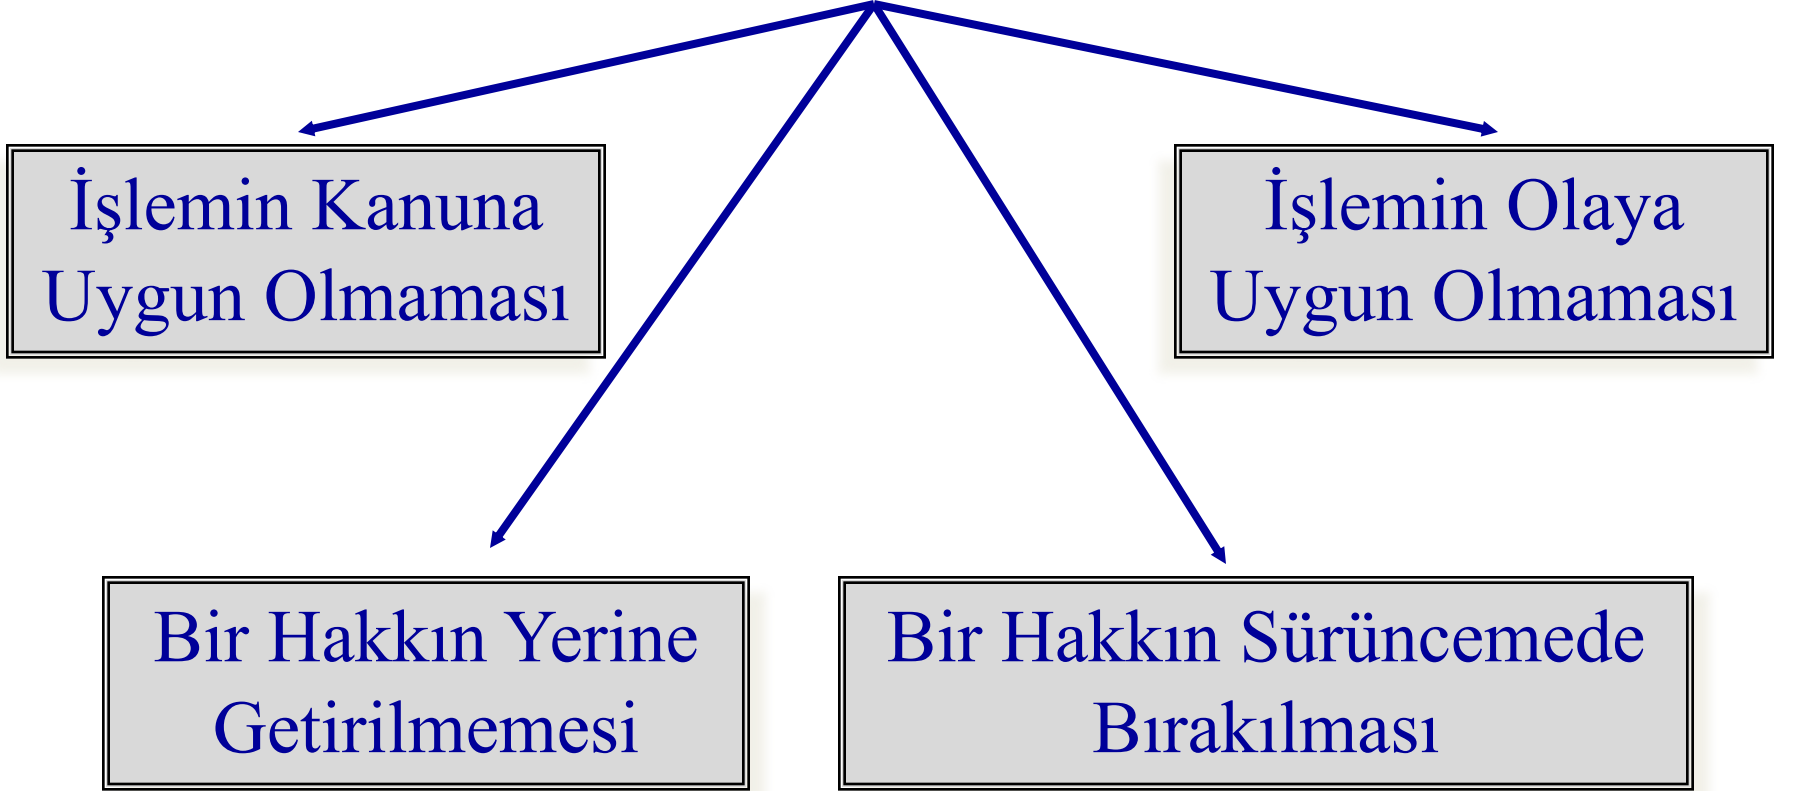 İşlemin Kanuna
Uygun Olmaması
İşlemin Olaya
Uygun Olmaması
Bir Hakkın Yerine
Getirilmemesi
Bir Hakkın Sürüncemede
Bırakılması